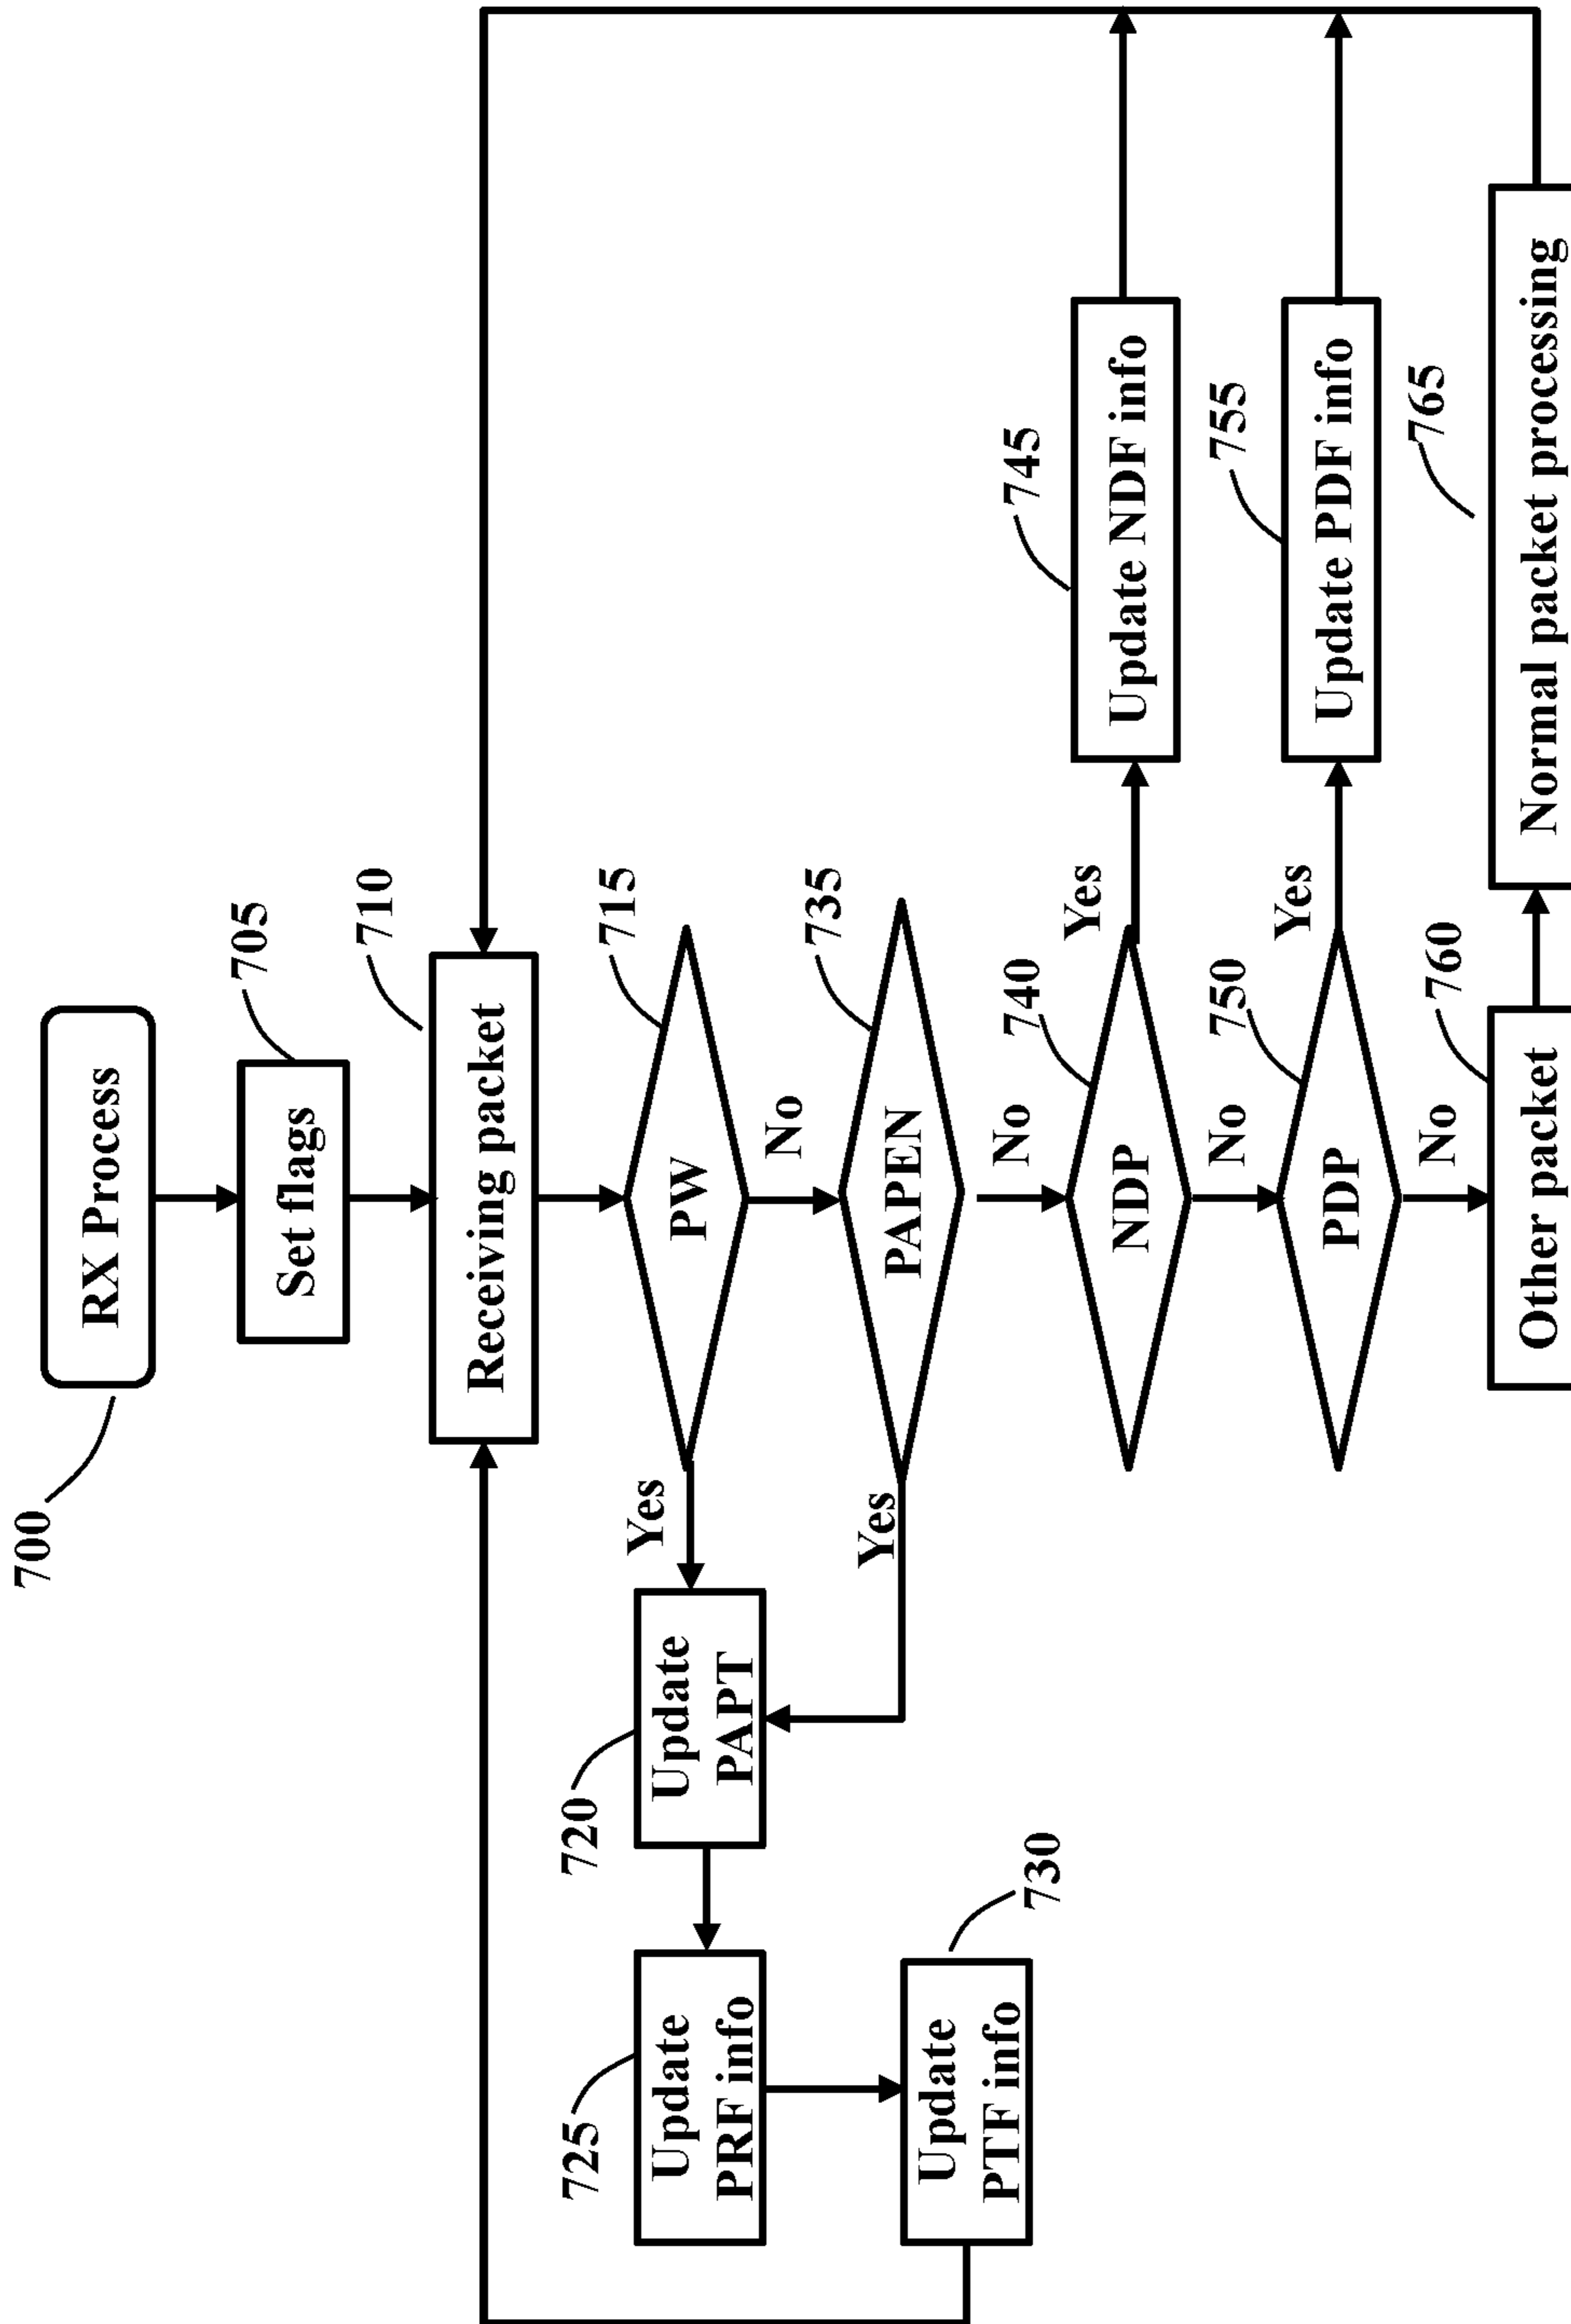 700
RX Process
705
Set flags
710
Receiving packet
715
PW
Yes
No
720
Update
PAPT
725
Update
PRF info
730
Update
PTF info
735
PAPEN
Yes
No
740
NDP
Yes
No
745
Update NDF info
750
PDP
Yes
No
755
Update PDF info
760
Other packet
765
Normal packet processing